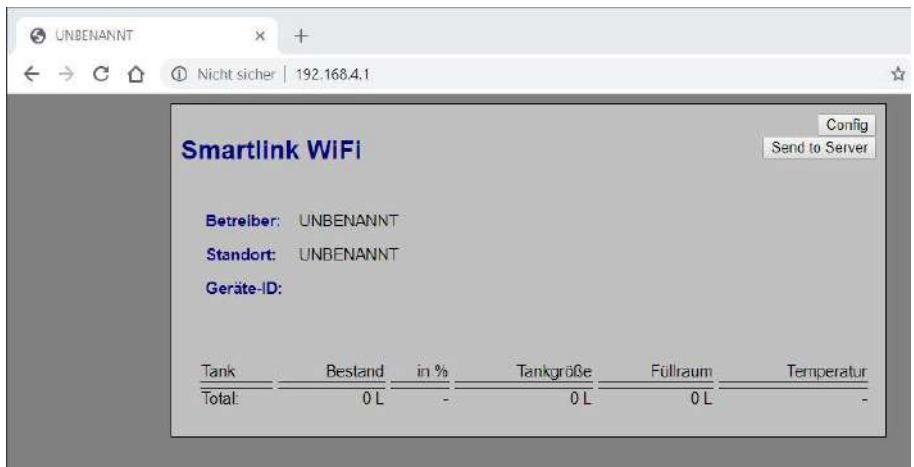 UNBENANNT
Nicht sicher | 192.168.4.1
Config
Smartlink WiFi
Send to Server
Betreiber: UNBENANNT
Standort: UNBENANNT
Geräte-ID:
Tank Bestand in % Tankgröße Füllraum Temperatur
Total: 0 L - 0 L 0 L -